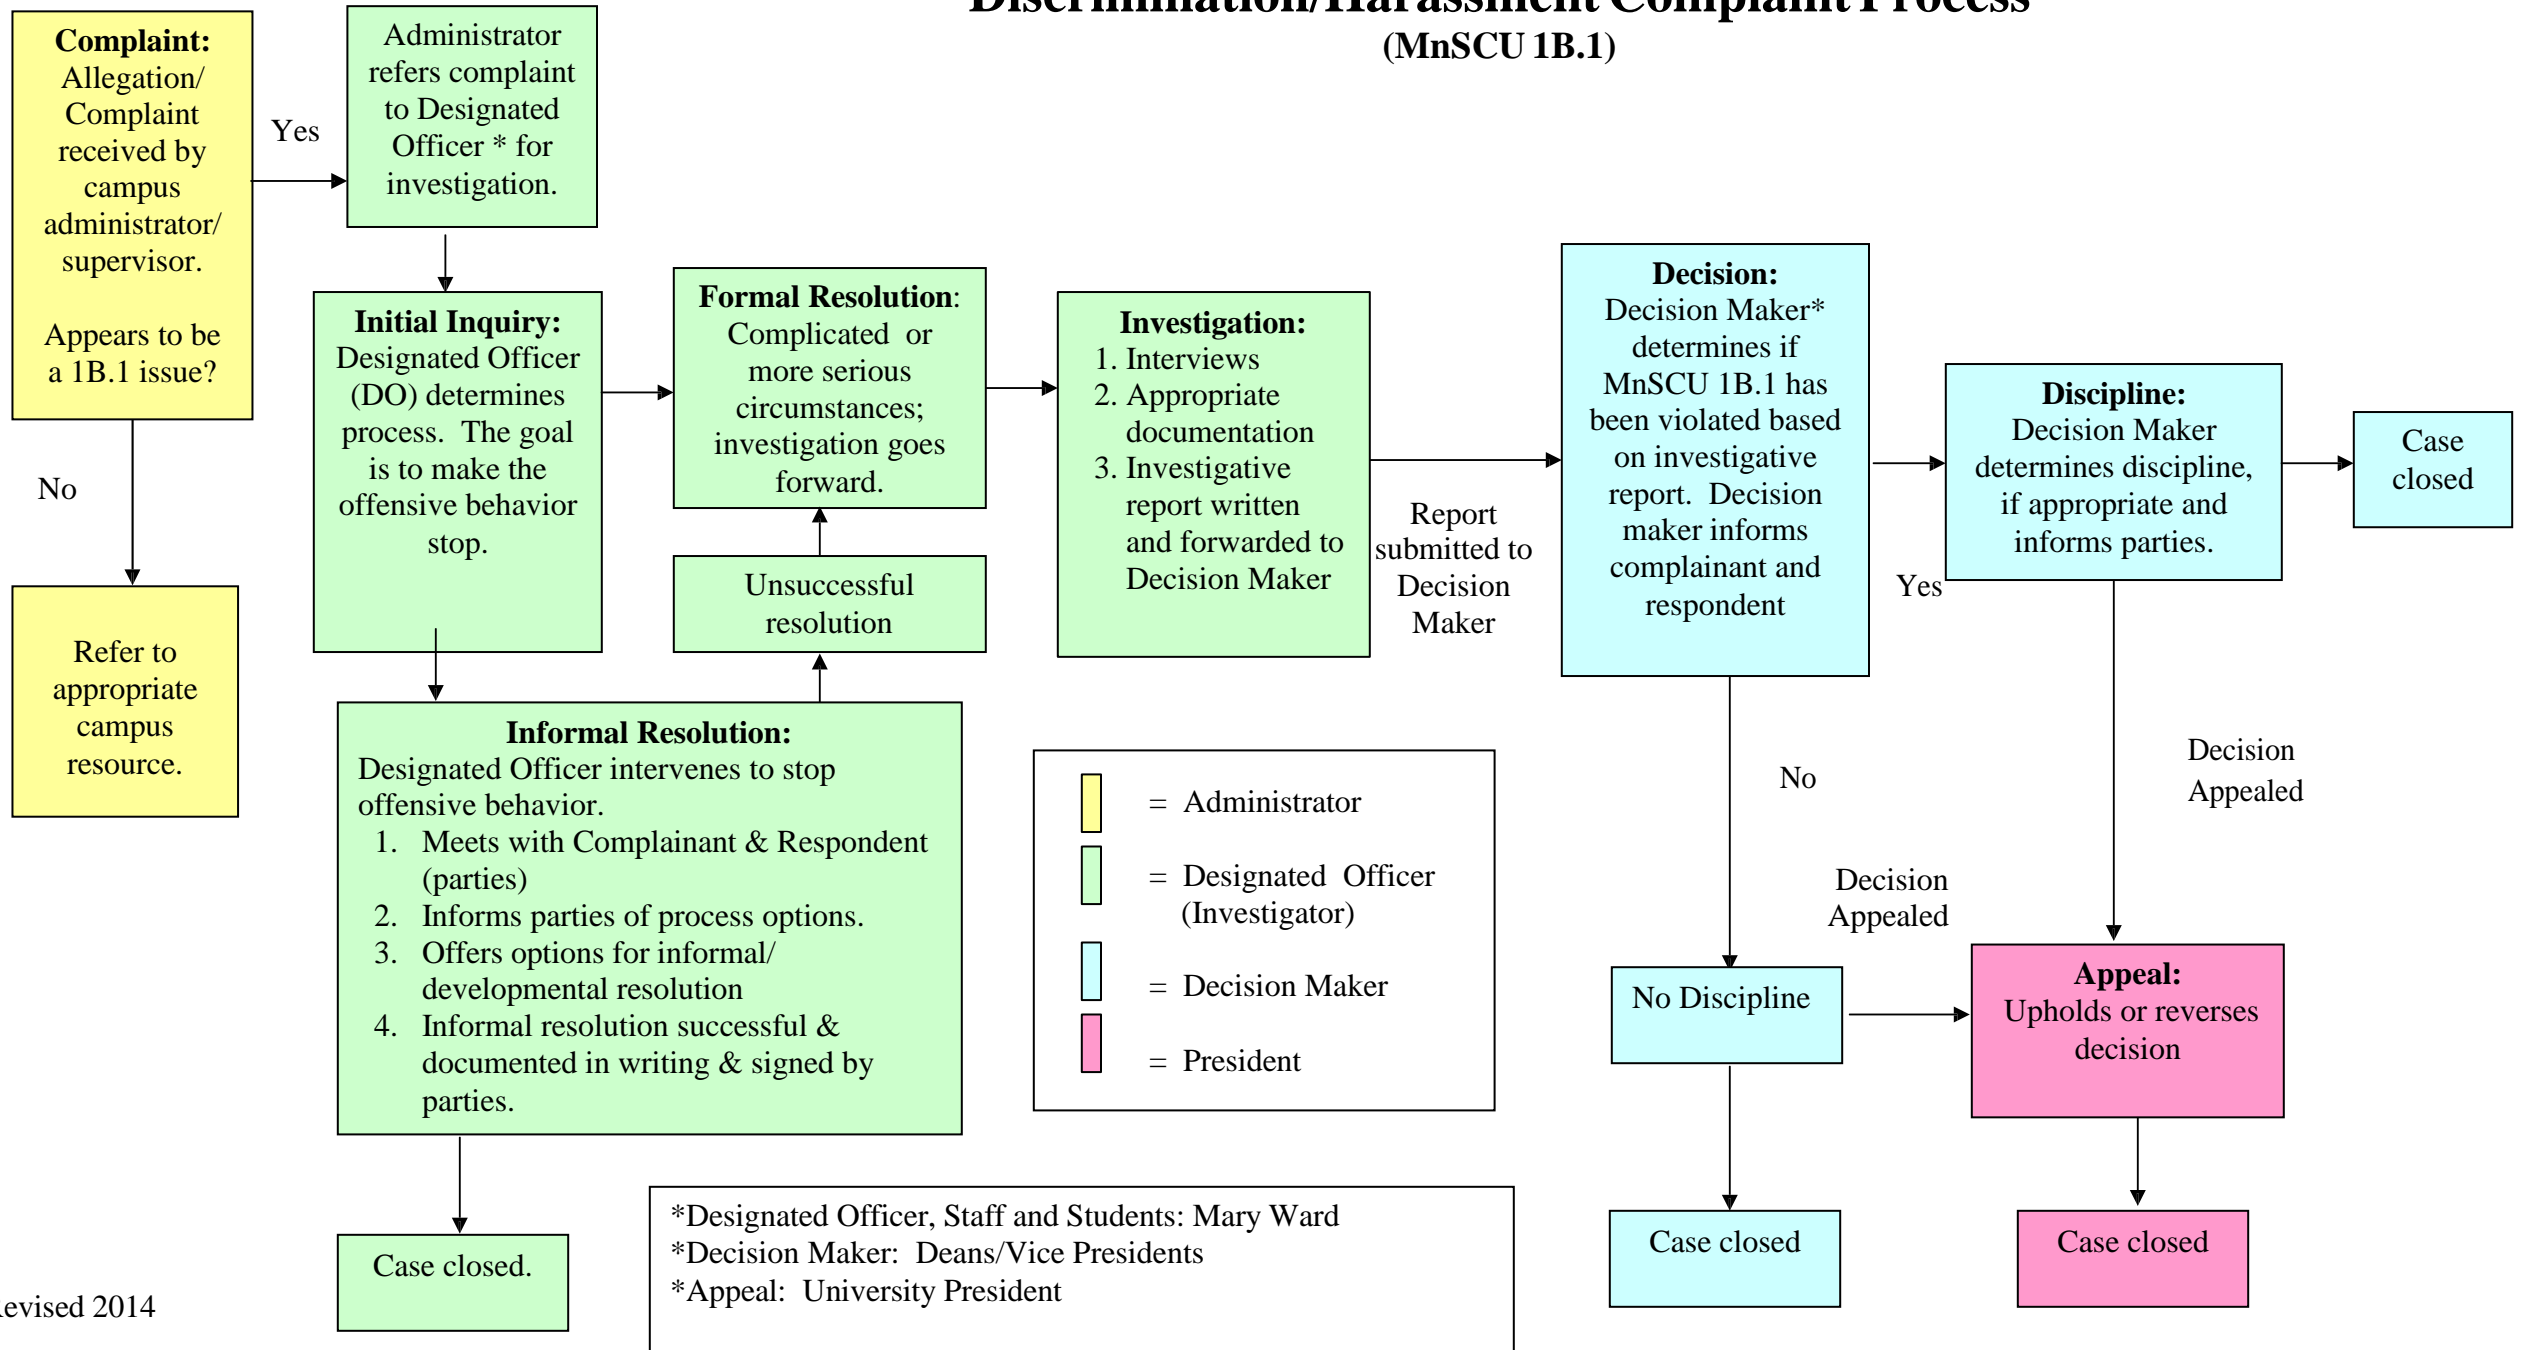 Discrimination/Harassment Complaint Process
(MnSCU 1B.1)
Complaint:
Allegation/
Complaint
received by
campus
administrator/
supervisor.
Appears to be
a 1B.1 issue?
Yes
No
Refer to
appropriate
campus
resource.
Administrator
refers complaint
to Designated
Officer * for
investigation.
Initial Inquiry:
Designated Officer
(DO) determines
process. The goal
is to make the
offensive behavior
stop.
Formal Resolution:
Complicated or
more serious
circumstances;
investigation goes
forward.
Unsuccessful
resolution
Informal Resolution:
Designated Officer intervenes to stop
offensive behavior.
1. Meets with Complainant & Respondent
(parties)
2. Informs parties of process options.
3. Offers options for informal/
developmental resolution
4. Informal resolution successful &
documented in writing & signed by
parties.
Case closed.
Investigation:
1. Interviews
2. Appropriate
documentation
3. Investigative
report written
and forwarded to
Decision Maker
Report
submitted to
Decision
Maker
Decision:
Decision Maker*
determines if
MnSCU 1B.1 has
been violated based
on investigative
report. Decision
maker informs
complainant and
respondent
Yes
Discipline:
Decision Maker
determines discipline,
if appropriate and
informs parties.
Case
closed
No
Decision
Appealed
Decision
Appealed
No Discipline
Case closed
Appeal:
Upholds or reverses
decision
Case closed
= Administrator
= Designated Officer
(Investigator)
= Decision Maker
= President
*Designated Officer, Staff and Students: Mary Ward
*Decision Maker: Deans/Vice Presidents
*Appeal: University President
evised 2014